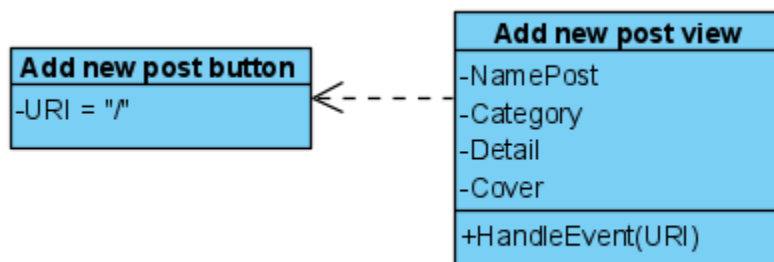 Add new post button
-URI = "/"
Add new post view
-NamePost
-Category
-Detail
-Cover
+HandleEvent(URI)